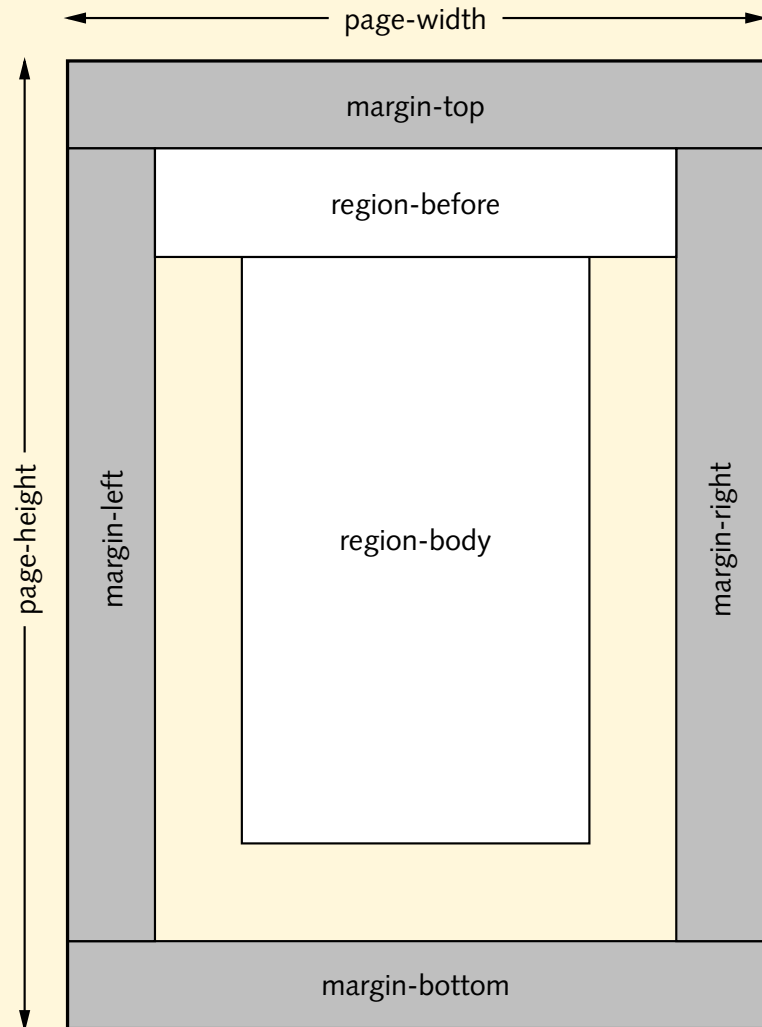 page-width
margin-top
region-before
page-height
margin-left
region-body
margin-right
margin-bottom